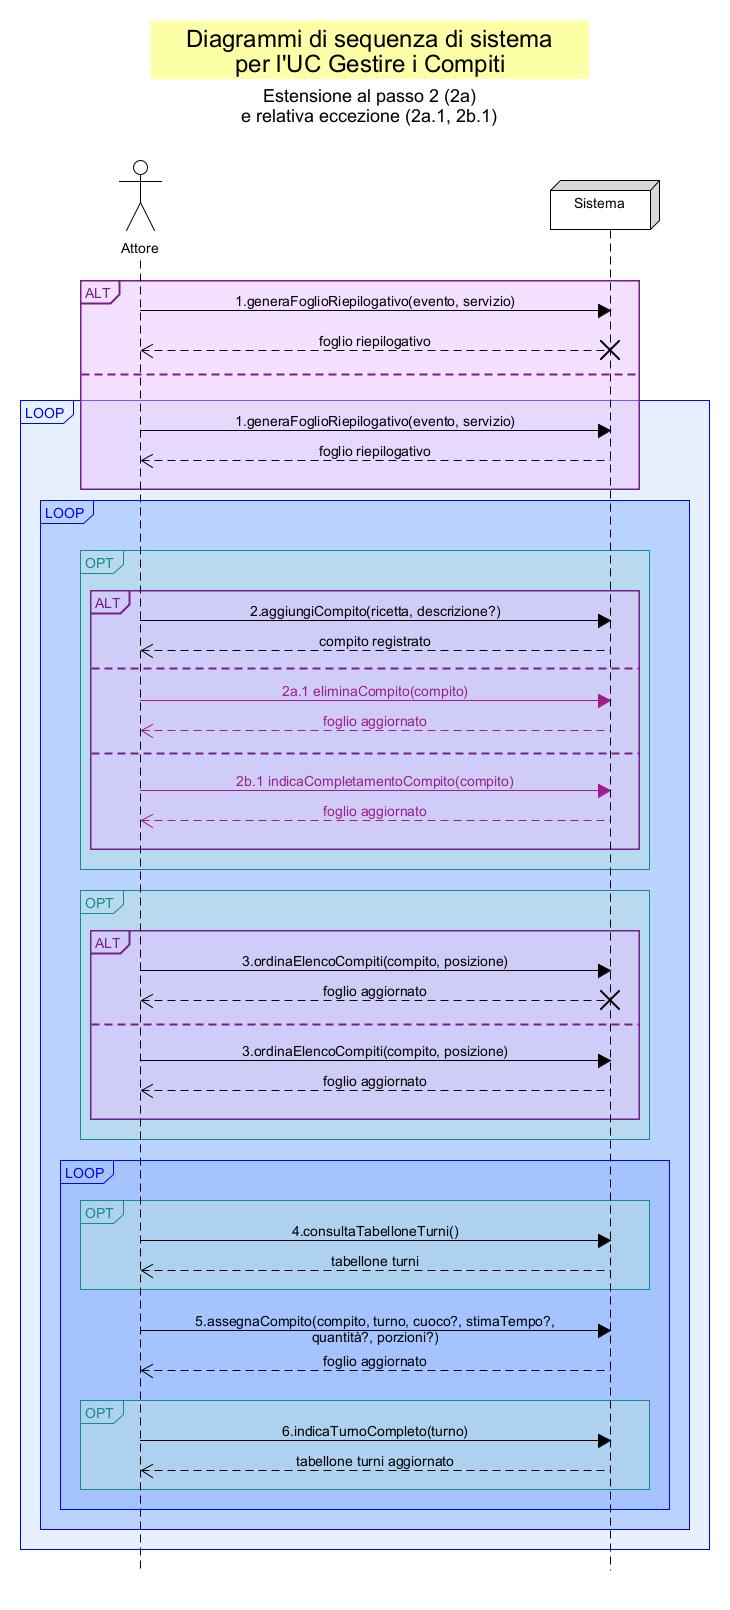 Diagrammi di sequenza di sistema
per l'UC Gestire i Compiti
Estensione al passo 2 (2a)
e relativa eccezione (2a.1, 2b.1)
Sistema
Attore
ALT
1.generaFoglioRiepilogativo(evento, servizio)
foglio riepilogativo
LOOP
1.generaFoglioRiepilogativo(evento, servizio)
foglio riepilogativo
LOOP
OPT
ALT
2.aggiungiCompito(ricetta, descrizione?)
compito registrato
2a.1 eliminaCompito(compito)
foglio aggiornato
2b.1 indicaCompletamentoCompito(compito)
foglio aggiornato
OPT
ALT
3.ordinaElencoCompiti(compito, posizione)
foglio aggiornato
3.ordinaElencoCompiti(compito, posizione)
foglio aggiornato
LOOP
OPT
4.consultaTabelloneTurni()
tabellone turni
5.assegnaCompito(compito, turno, cuoco?, stimaTempo?,
quantità?, porzioni?)
foglio aggiornato
OPT
6.indicaTurnoCompleto(turno)
tabellone turni aggiornato